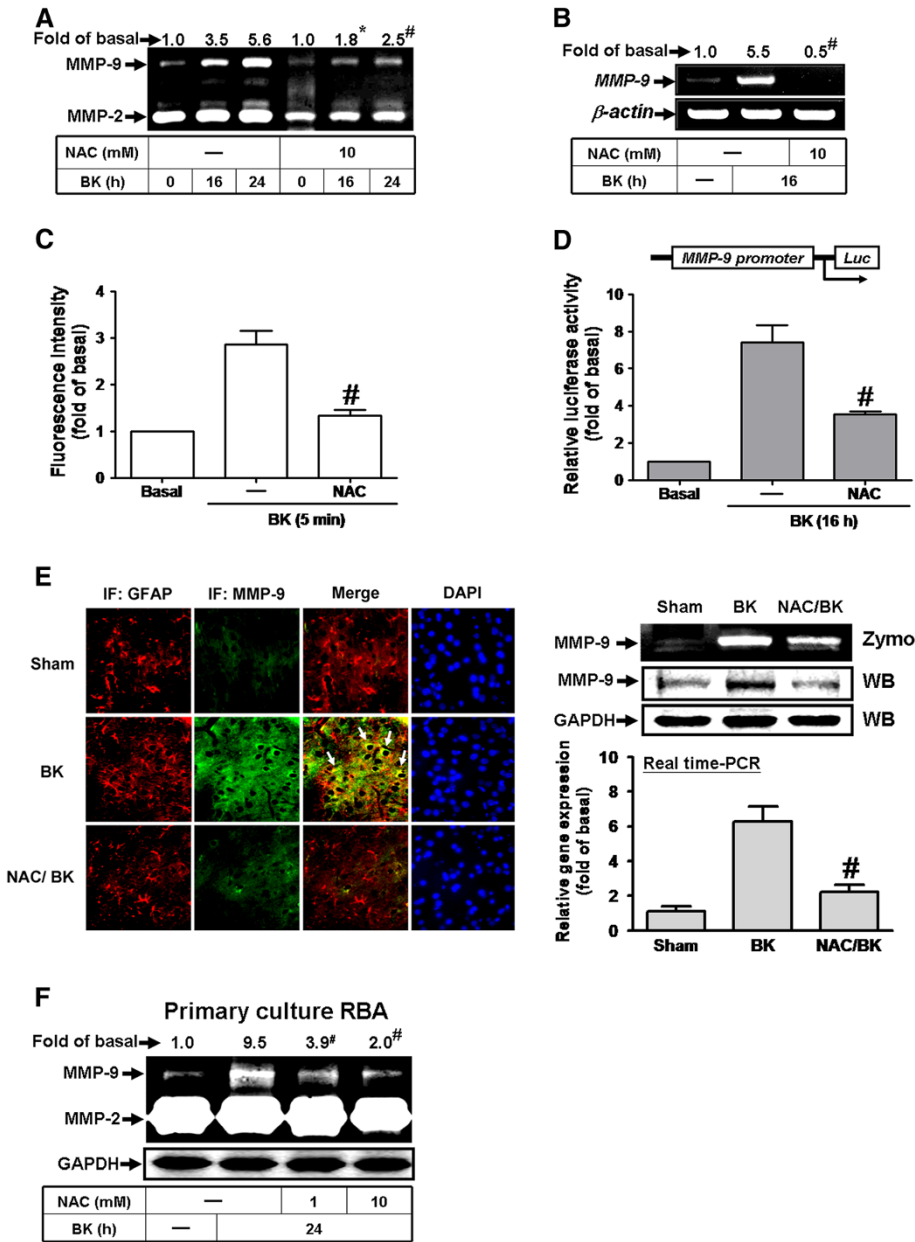 A
Fold of basal 1.0 3.5 5.6 1.0 1.8* 2.5#
MMP-9
MMP-2
NAC (mM) — 10
BK (h) 0 16 24 0 16 24
B
Fold of basal 1.0 5.5 0.5#
MMP-9
β-actin
NAC (mM) — 10
BK (h) — 16
C
Fluorescence Intensity
(fold of basal)
4
3
2
1
0
#
Basal — NAC
BK (5 min)
D
MMP-9 promoter Luc
Relative luciferase activity
(fold of basal)
10
8
6
4
2
0
#
Basal — NAC
BK (16 h)
E
IF: GFAP IF: MMP-9 Merge DAPI
Sham
BK
NAC/ BK
Sham BK NAC/BK
MMP-9 Zymo
MMP-9 WB
GAPDH WB
Real time-PCR
Relative gene expression
(fold of basal)
10
8
6
4
2
0
#
Sham BK NAC/BK
F
Primary culture RBA
Fold of basal 1.0 9.5 3.9# 2.0#
MMP-9
MMP-2
GAPDH
NAC (mM) — 1 10
BK (h) — 24